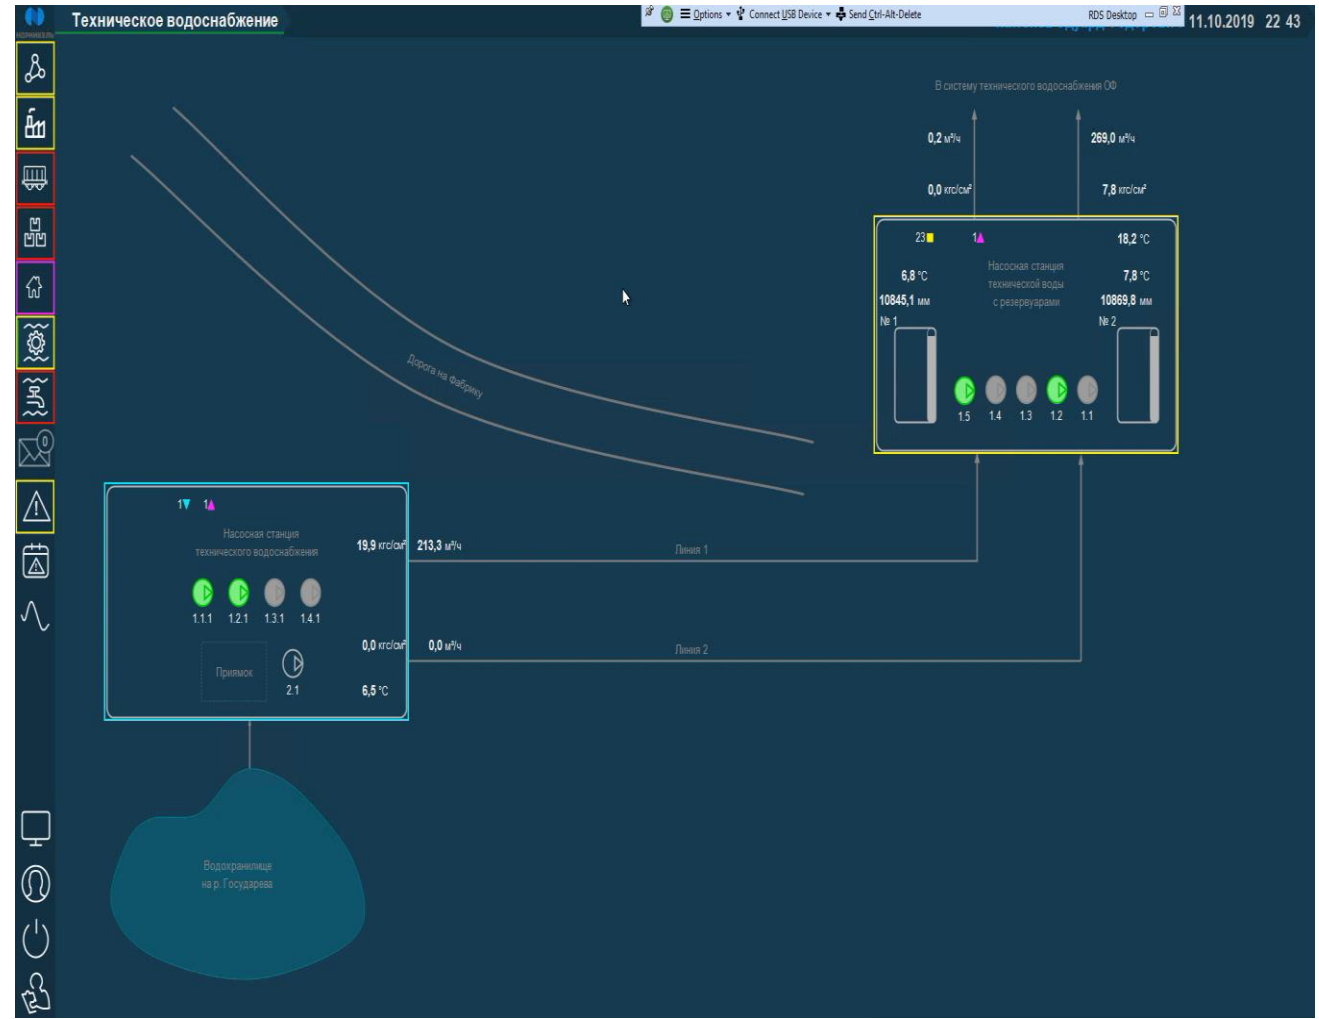 Техническое водоснабжение
Options
Connect USB Device
Send Ctrl-Alt-Delete
RDS Desktop
11.10.2019 22 43
НОРНИКЕЛЬ
В систему технического водоснабжения ОФ
0,2 м³/ч
269,0 м³/ч
0,0 кгс/см²
7,8 кгс/см²
23
1
18,2 °C
Насосная станция
технической воды
с резервуарами
6,8 °C
7,8 °C
10845,1 мм
10869,8 мм
№ 1
№ 2
1.5 1.4 1.3 1.2 1.1
Дорога на Фабрику
0
1 1
Насосная станция
технического водоснабжения
19,9 кгс/см²
213,3 м³/ч
Линия 1
1.1.1 1.2.1 1.3.1 1.4.1
0,0 кгс/см²
0,0 м³/ч
Линия 2
Приямок
2.1
6,5 °C
Водохранилище
на р. Государева